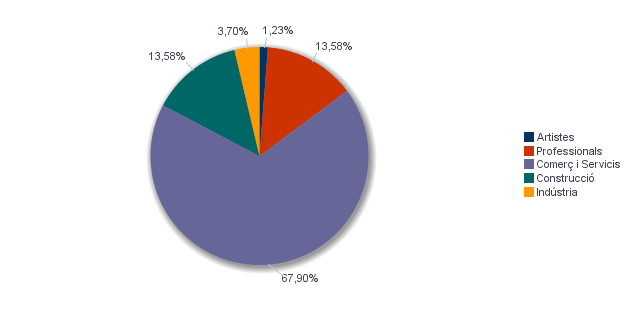 3,70%
1,23%
13,58%
13,58%
67,90%
Artistes
Professionals
Comerç i Servicis
Construcció
Indústria